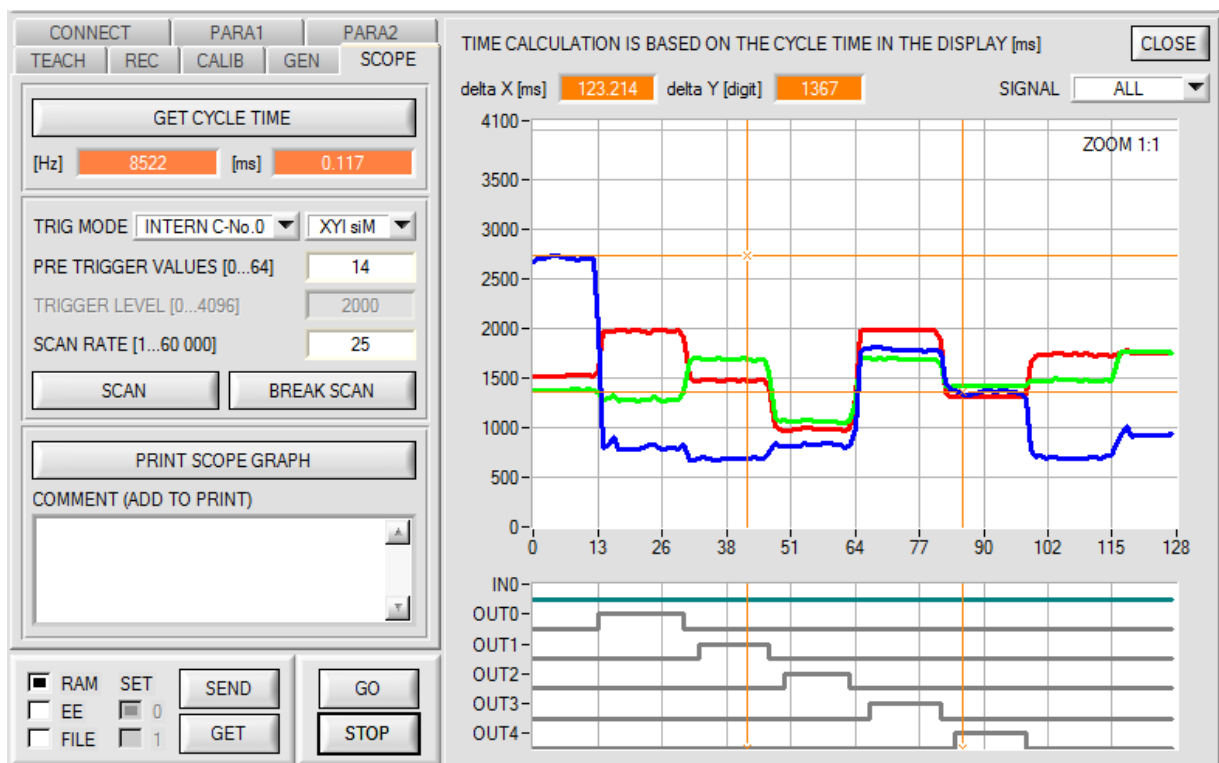 CONNECT PARA1 PARA2
TEACH REC CALIB GEN SCOPE
GET CYCLE TIME
[Hz] 8522 [ms] 0.117
TRIG MODE INTERN C-No.0 XYI siM
PRE TRIGGER VALUES [0...64] 14
TRIGGER LEVEL [0...4096] 2000
SCAN RATE [1...60 000] 25
SCAN BREAK SCAN
PRINT SCOPE GRAPH
COMMENT (ADD TO PRINT)
RAM SET SEND GO
EE 0
FILE 1 GET STOP
TIME CALCULATION IS BASED ON THE CYCLE TIME IN THE DISPLAY [ms] CLOSE
delta X [ms] 123.214 delta Y [digit] 1367 SIGNAL ALL
ZOOM 1:1
4100
3500
3000
2500
2000
1500
1000
500
0
0 13 26 38 51 64 77 90 102 115 128
IN0
OUT0
OUT1
OUT2
OUT3
OUT4